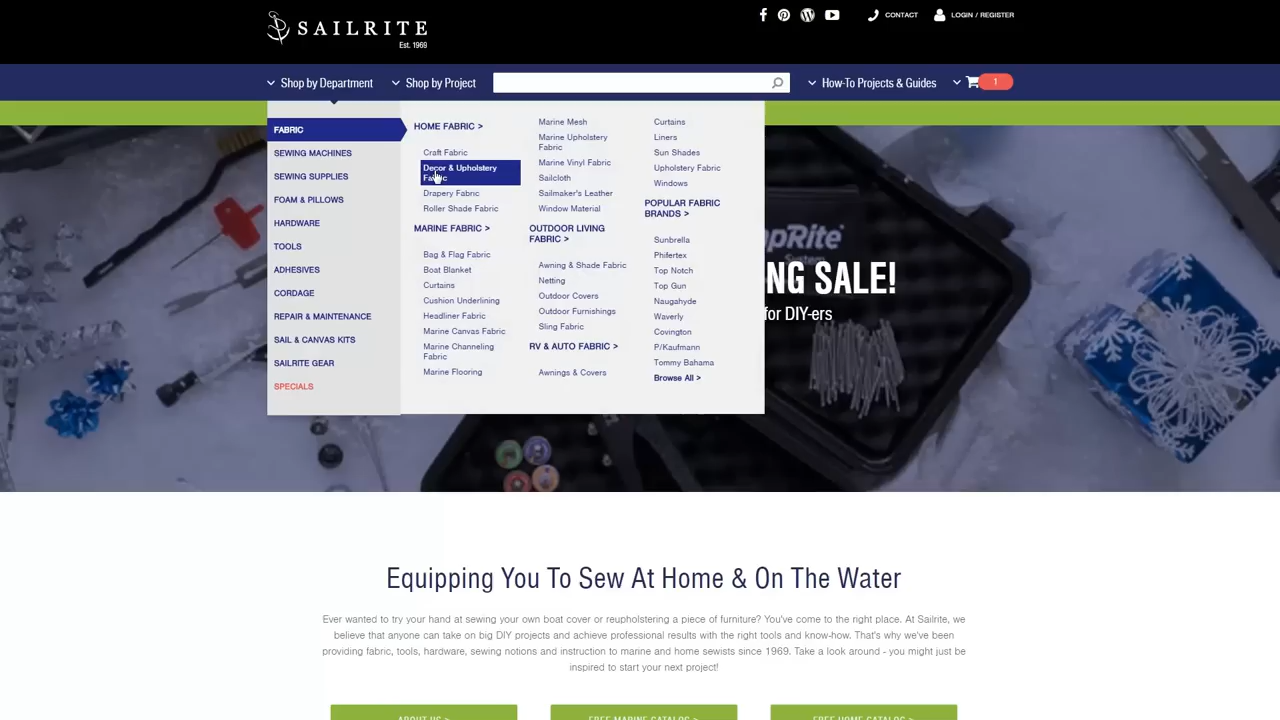 SAILRITE
Est. 1969
CONTACT
LOGIN / REGISTER
Shop by Department
Shop by Project
How-To Projects & Guides
1
FABRIC
SEWING MACHINES
SEWING SUPPLIES
FOAM & PILLOWS
HARDWARE
TOOLS
ADHESIVES
CORDAGE
REPAIR & MAINTENANCE
SAIL & CANVAS KITS
SAILRITE GEAR
SPECIALS
HOME FABRIC >
Craft Fabric
Decor & Upholstery
Fabric
Drapery Fabric
Roller Shade Fabric
MARINE FABRIC >
Bag & Flag Fabric
Boat Blanket
Curtains
Cushion Underlining
Headliner Fabric
Marine Canvas Fabric
Marine Channeling
Fabric
Marine Flooring
Marine Mesh
Marine Upholstery
Fabric
Marine Vinyl Fabric
Sailcloth
Sailmaker's Leather
Window Material
OUTDOOR LIVING
FABRIC >
Awning & Shade Fabric
Netting
Outdoor Covers
Outdoor Furnishings
Sling Fabric
RV & AUTO FABRIC >
Awnings & Covers
Curtains
Liners
Sun Shades
Upholstery Fabric
Windows
POPULAR FABRIC
BRANDS >
Sunbrella
Phifertex
Top Notch
Top Gun
Naugahyde
Waverly
Covington
P/Kaufmann
Tommy Bahama
Browse All >
pRite
System
NG SALE!
for DIY-ers
Equipping You To Sew At Home & On The Water
Ever wanted to try your hand at sewing your own boat cover or reupholstering a piece of furniture? You've come to the right place. At Sailrite, we
believe that anyone can take on big DIY projects and achieve professional results with the right tools and know-how. That's why we've been
providing fabric, tools, hardware, sewing notions and instruction to marine and home sewists since 1969. Take a look around - you might just be
inspired to start your next project!
ABOUT US >
FREE MARINE CATALOG >
FREE HOME CATALOG >